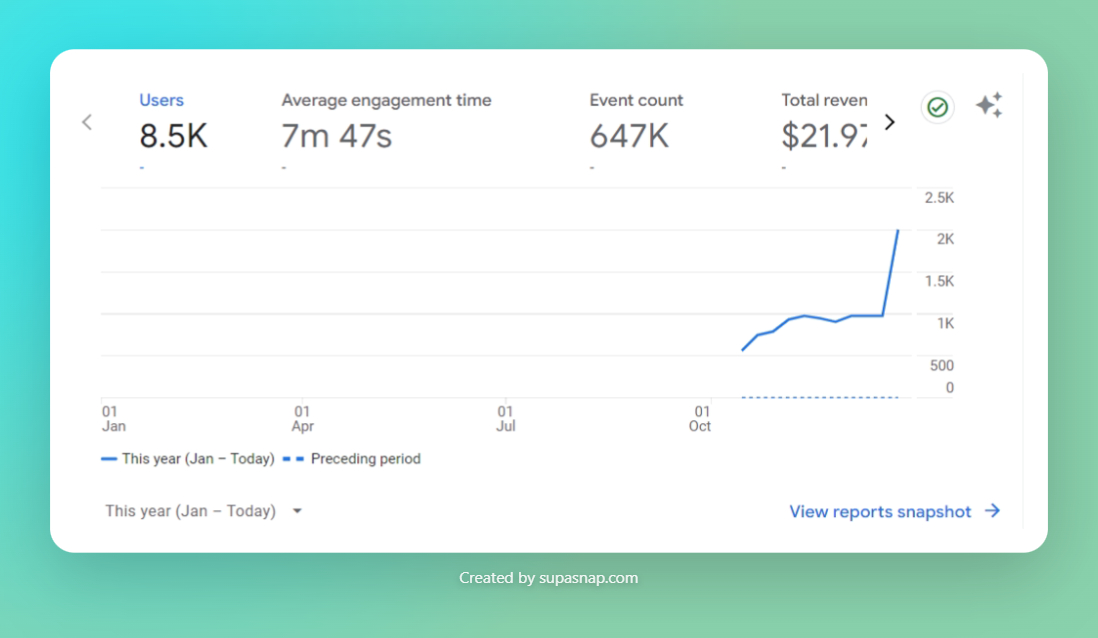 Users
Average engagement time
Event count
Total reven
8.5K
7m 47s
647K
$21.97
-
-
-
-
2.5K
2K
1.5K
1K
500
0
01
Jan
01
Apr
01
Jul
01
Oct
This year (Jan – Today)
Preceding period
This year (Jan – Today)
View reports snapshot
Created by supasnap.com